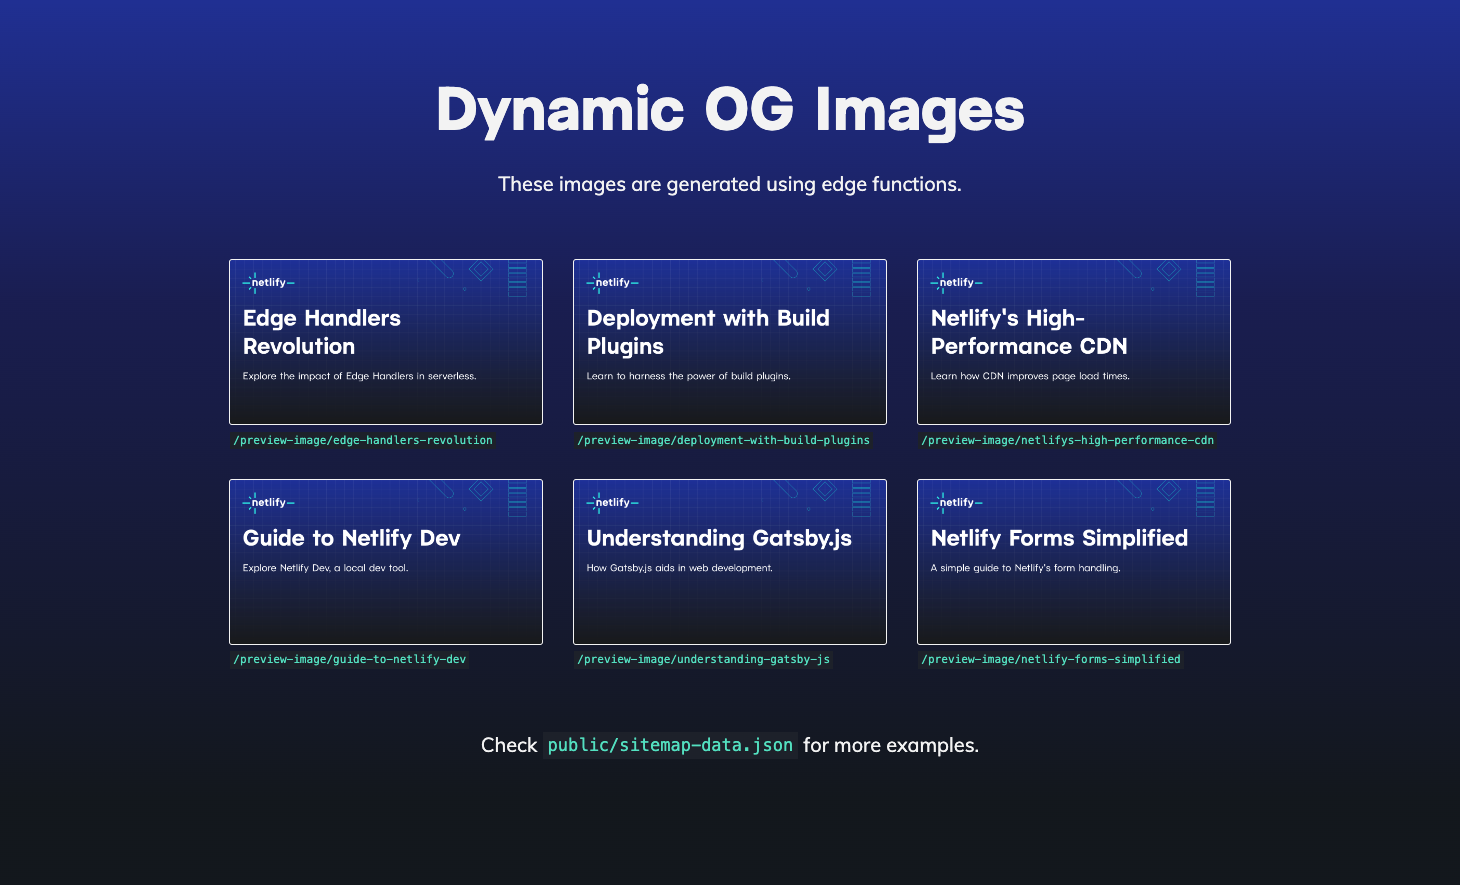 Dynamic OG Images
These images are generated using edge functions.
netlify
Edge Handlers
Revolution
Explore the impact of Edge Handlers in serverless.
/preview-image/edge-handlers-revolution
netlify
Deployment with Build
Plugins
Learn to harness the power of build plugins.
/preview-image/deployment-with-build-plugins
netlify
Netlify's High-
Performance CDN
Learn how CDN improves page load times.
/preview-image/netlifys-high-performance-cdn
netlify
Guide to Netlify Dev
Explore Netlify Dev, a local dev tool.
/preview-image/guide-to-netlify-dev
netlify
Understanding Gatsby.js
How Gatsby.js aids in web development.
/preview-image/understanding-gatsby-js
netlify
Netlify Forms Simplified
A simple guide to Netlify's form handling.
/preview-image/netlify-forms-simplified
Check public/sitemap-data.json for more examples.